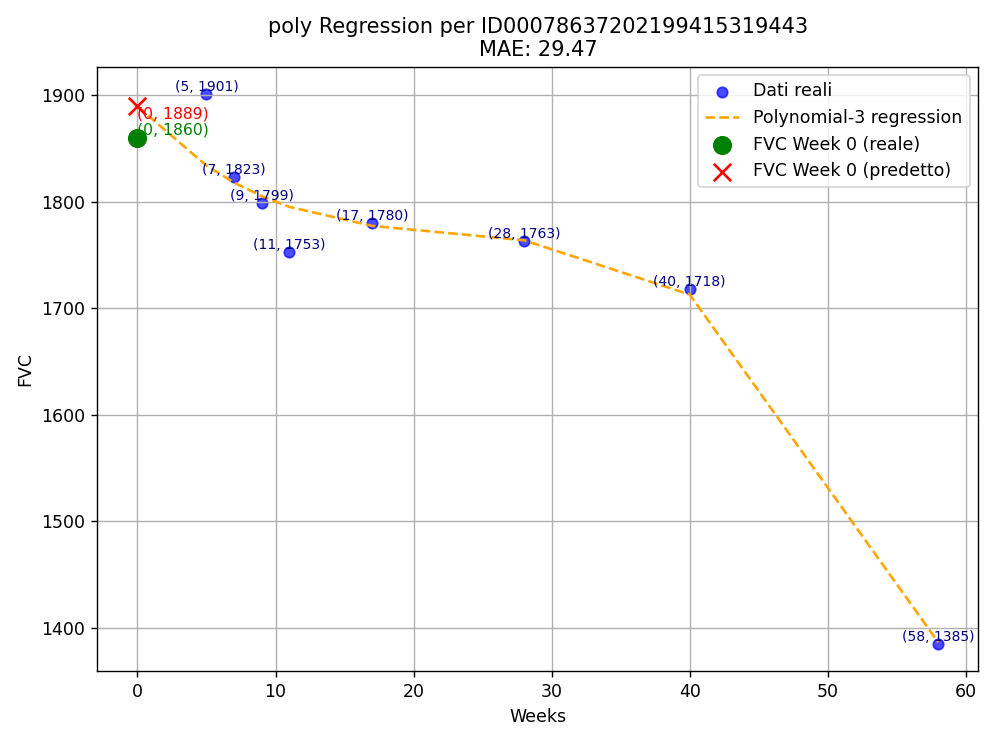 poly Regression per ID00078637202199415319443
MAE: 29.47
Dati reali
Polynomial-3 regression
FVC Week 0 (reale)
FVC Week 0 (predetto)
(5, 1901)
(0, 1889)
(0, 1860)
(7, 1823)
(9, 1799)
(17, 1780)
(11, 1753)
(28, 1763)
(40, 1718)
(58, 1385)
FVC
1900
1800
1700
1600
1500
1400
0 10 20 30 40 50 60
Weeks